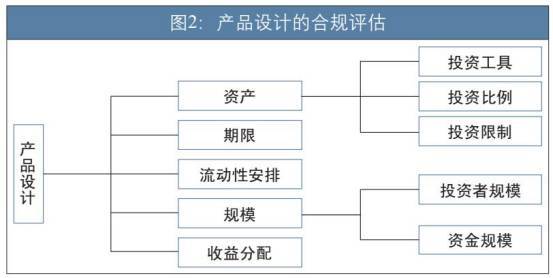 图2：产品设计的合规评估
产品设计
资产
期限
流动性安排
规模
收益分配
投资工具
投资比例
投资限制
投资者规模
资金规模